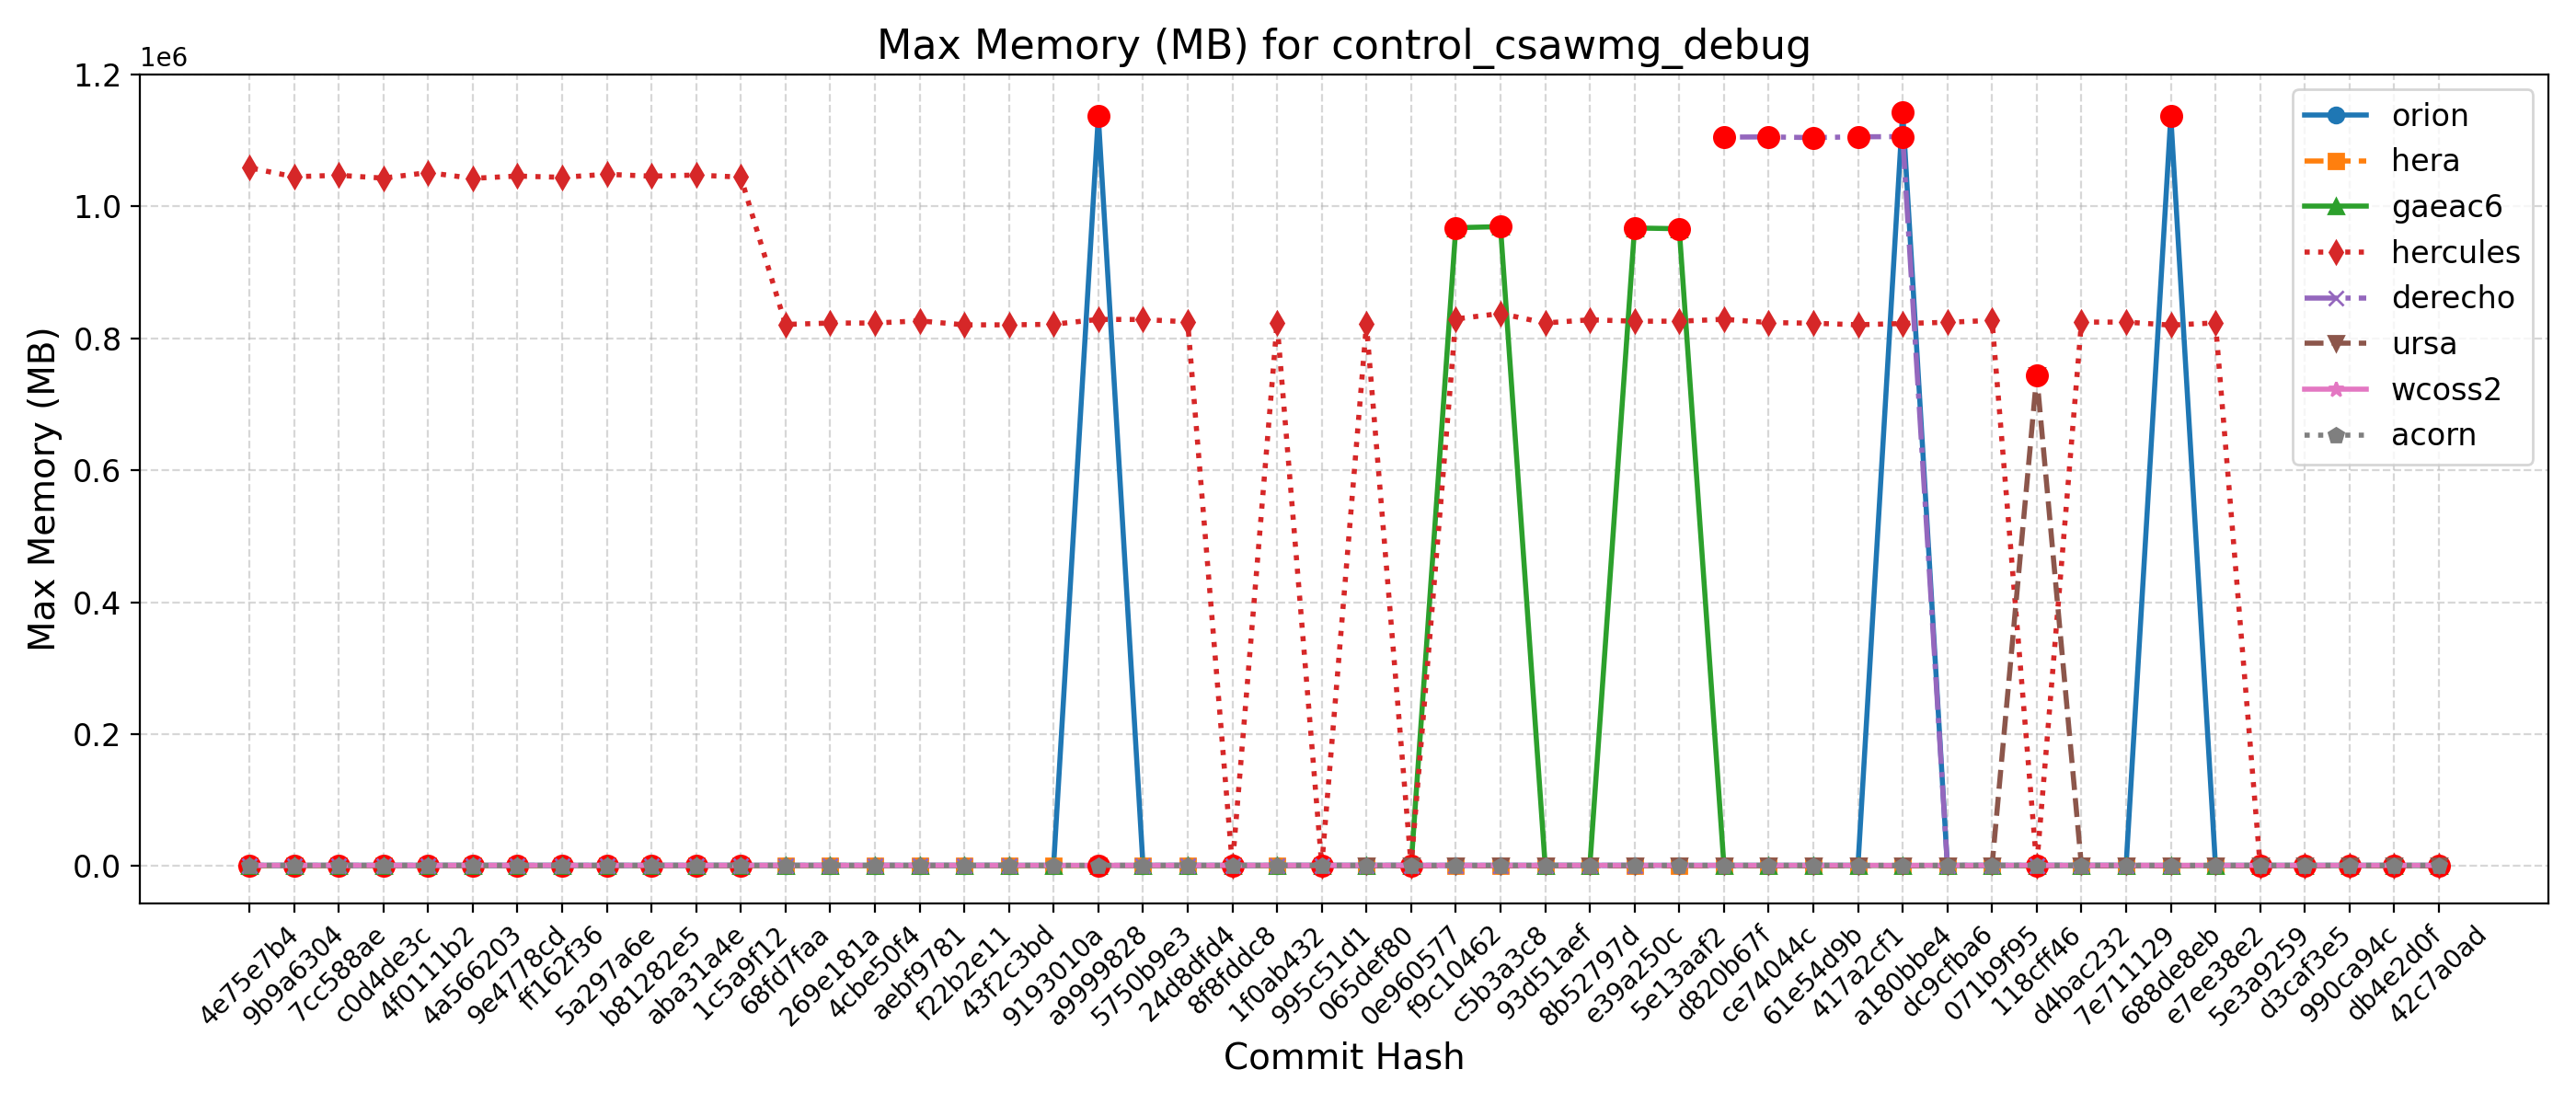 Max Memory (MB) for control_csawmg_debug
1e6
1.2
1.0
0.8
0.6
0.4
0.2
0.0
Max Memory (MB)
orion
hera
gaeac6
hercules
derecho
ursa
wcoss2
acorn
4e75e7b4
9b9a6304
7cc588ae
c0d4de3c
4f0111b2
4a566203
9e4778cd
ff162f36
5a297a6e
b81282e5
aba31a4e
1c5a9f12
68fd7faa
269e181a
4cbe50f4
aebf9781
f22b2e11
43f2c3bd
9193010a
a9999828
5750b9e3
24d8dfd4
8f8fddc8
1f0ab432
995c51d1
065def80
0e960577
f9c10462
c5b3a3c8
93d51aef
8b52797d
e39a250c
5e13aaf2
d820b67f
ce74044c
61e54d9b
417a2cf1
a180bbe4
dc9cfba6
071b9f95
118cff46
d4bac232
7e711129
688de8eb
e7ee38e2
5e3a9259
d3caf3e5
990ca94c
db4e2d0f
42c7a0ad
Commit Hash